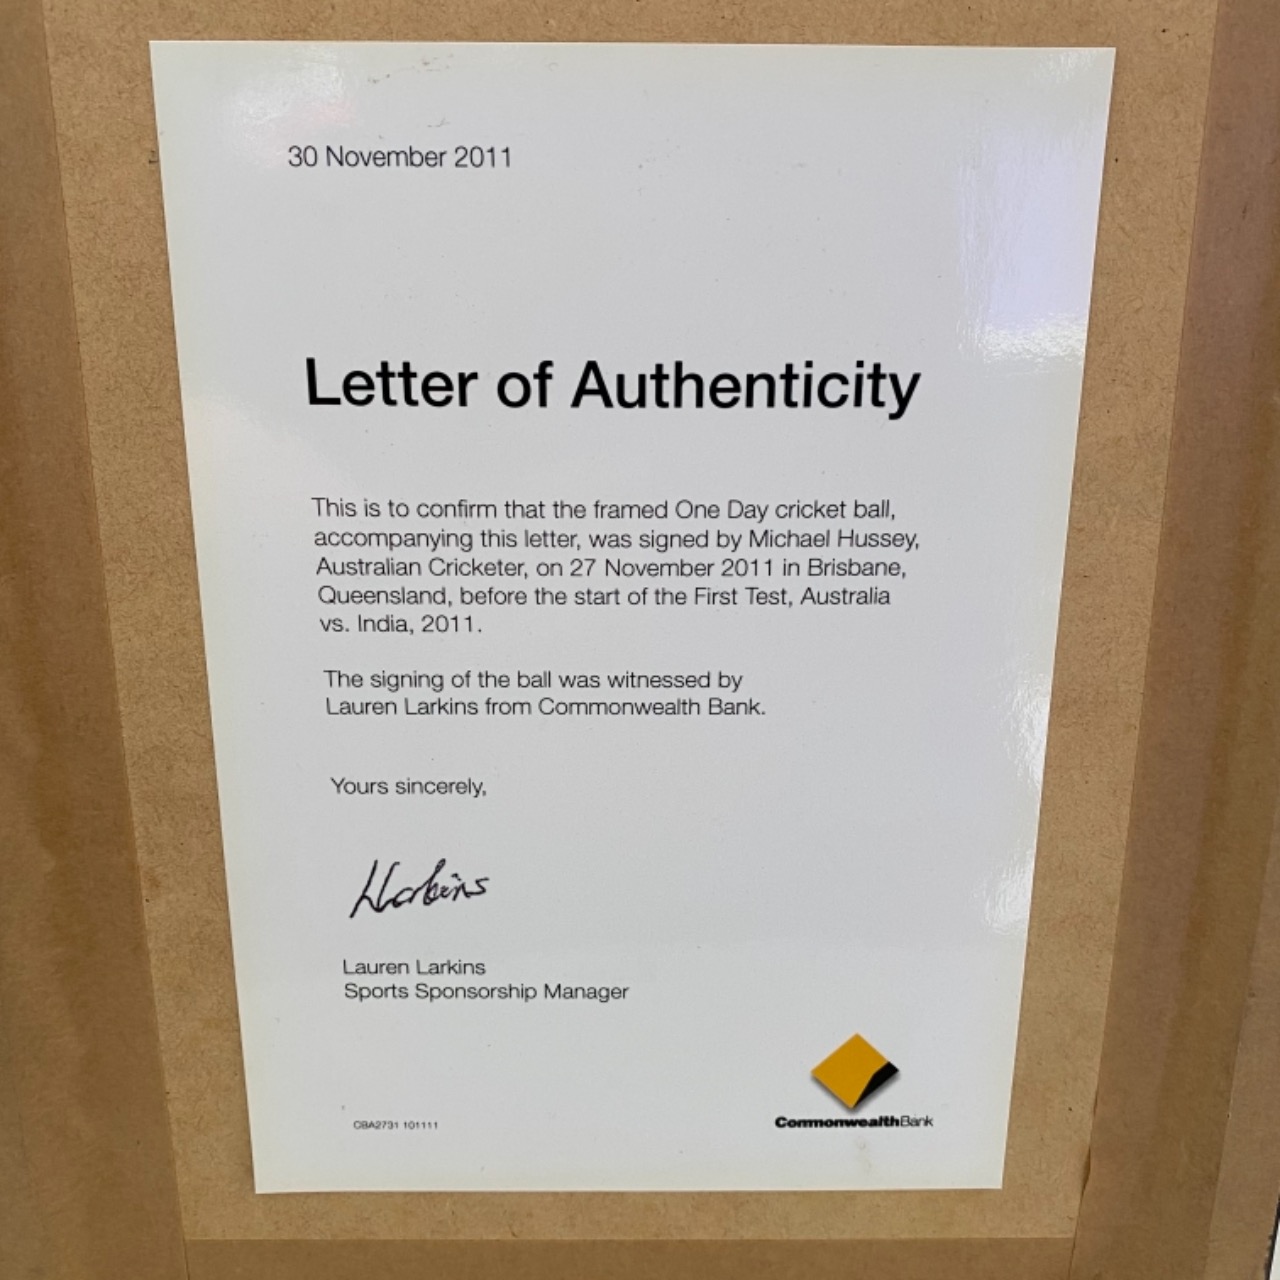 30 November 2011
Letter of Authenticity
This is to confirm that the framed One Day cricket ball,
accompanying this letter, was signed by Michael Hussey,
Australian Cricketer, on 27 November 2011 in Brisbane,
Queensland, before the start of the First Test, Australia
vs. India, 2011.
The signing of the ball was witnessed by
Lauren Larkins from Commonwealth Bank.
Yours sincerely,
LLarkins
Lauren Larkins
Sports Sponsorship Manager
CBA2731 101111
CommonwealthBank